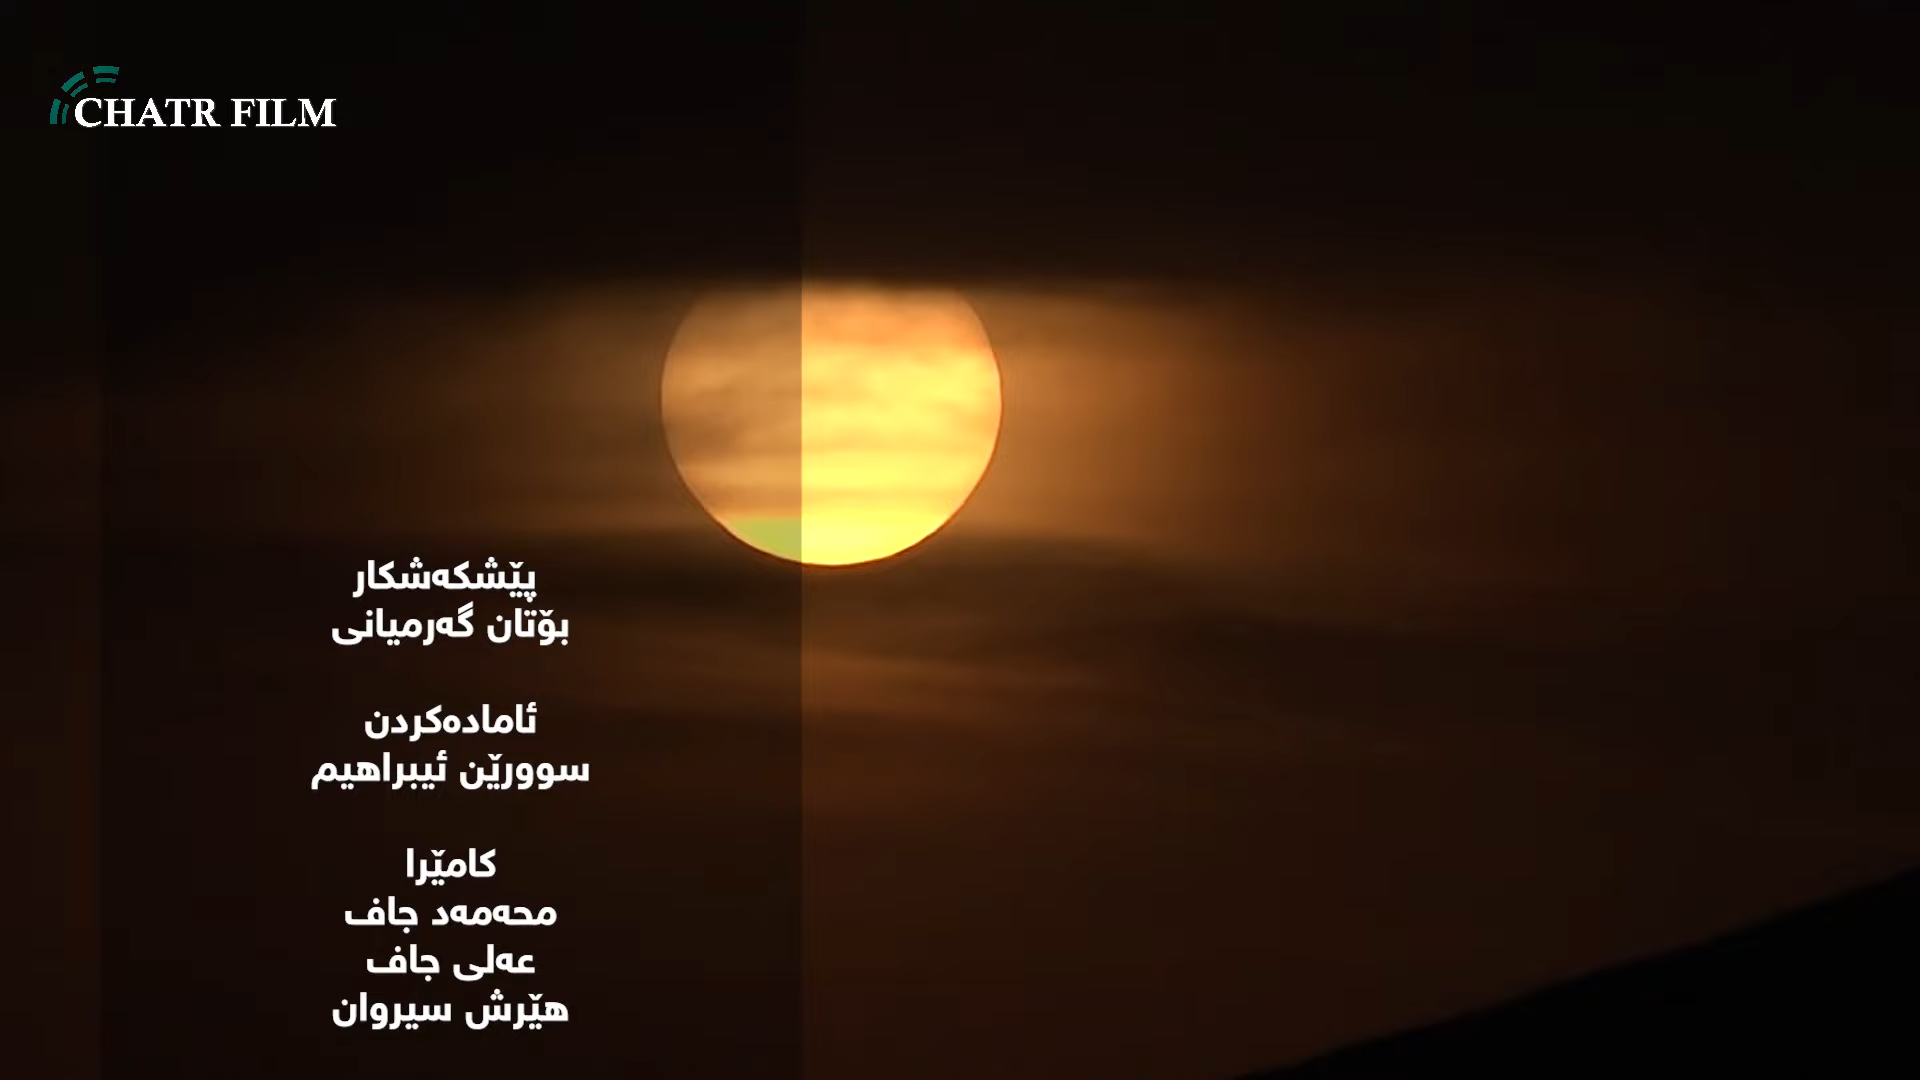 CHATR FILM
پێشکەشکار
بۆتان گەرمیانی
ئامادەکردن
سوورێن ئیبراهیم
کامێرا
محەمەد جاف
عەلی جاف
هێرش سیروان